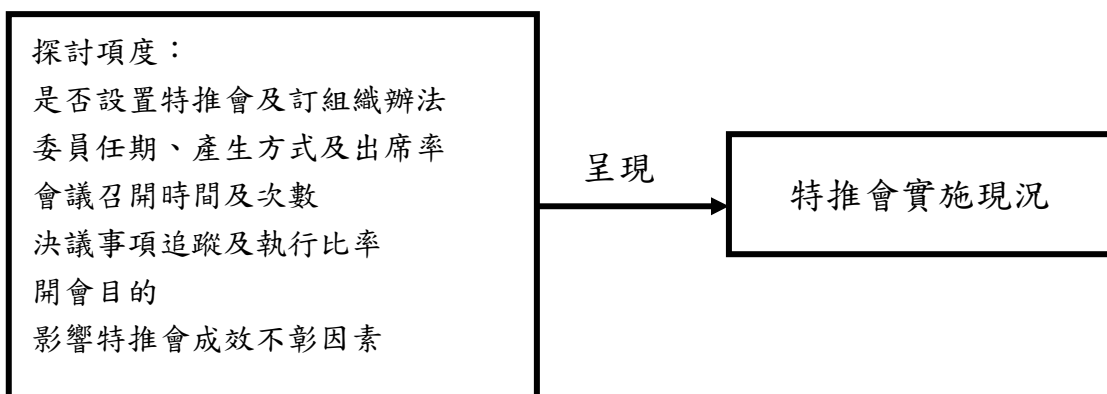 探討項度：
是否設置特推會及訂組織辦法
委員任期、產生方式及出席率
會議召開時間及次數
決議事項追蹤及執行比率
開會目的
影響特推會成效不彰因素
呈現
特推會實施現況